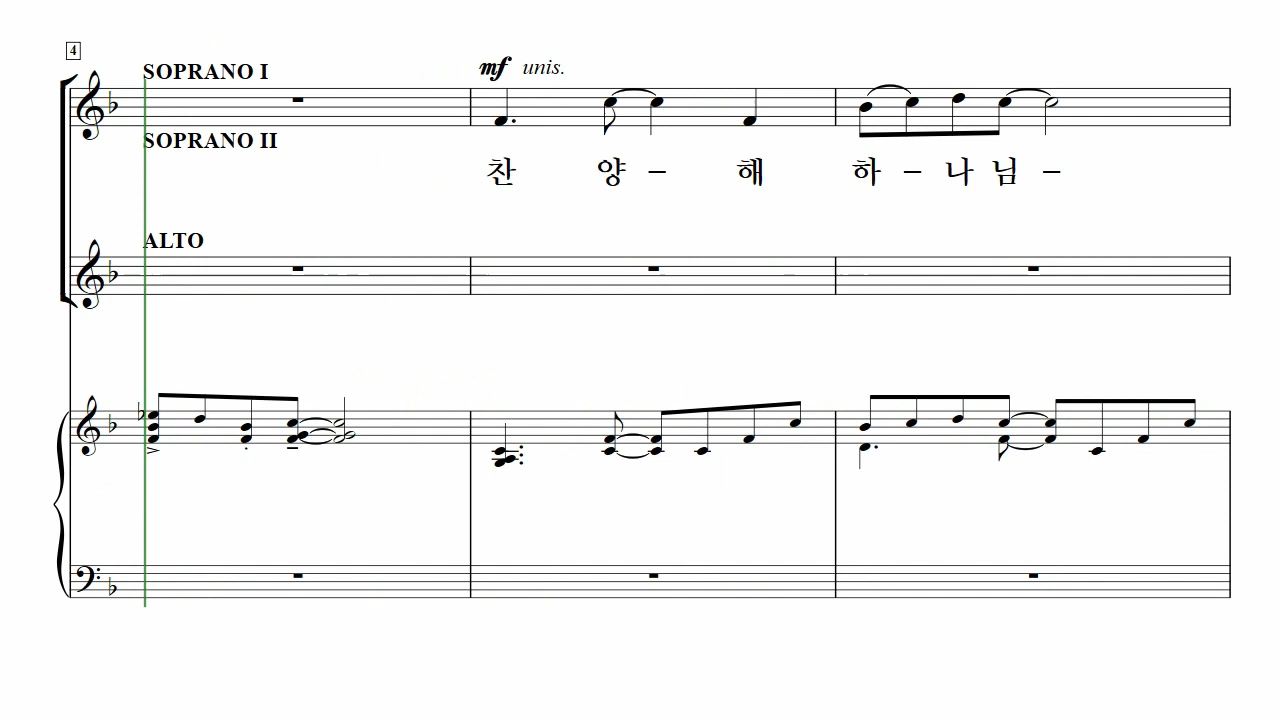 4
SOPRANO I
mf unis.
SOPRANO II
찬 양 – 해 하 – 나 님 –
ALTO